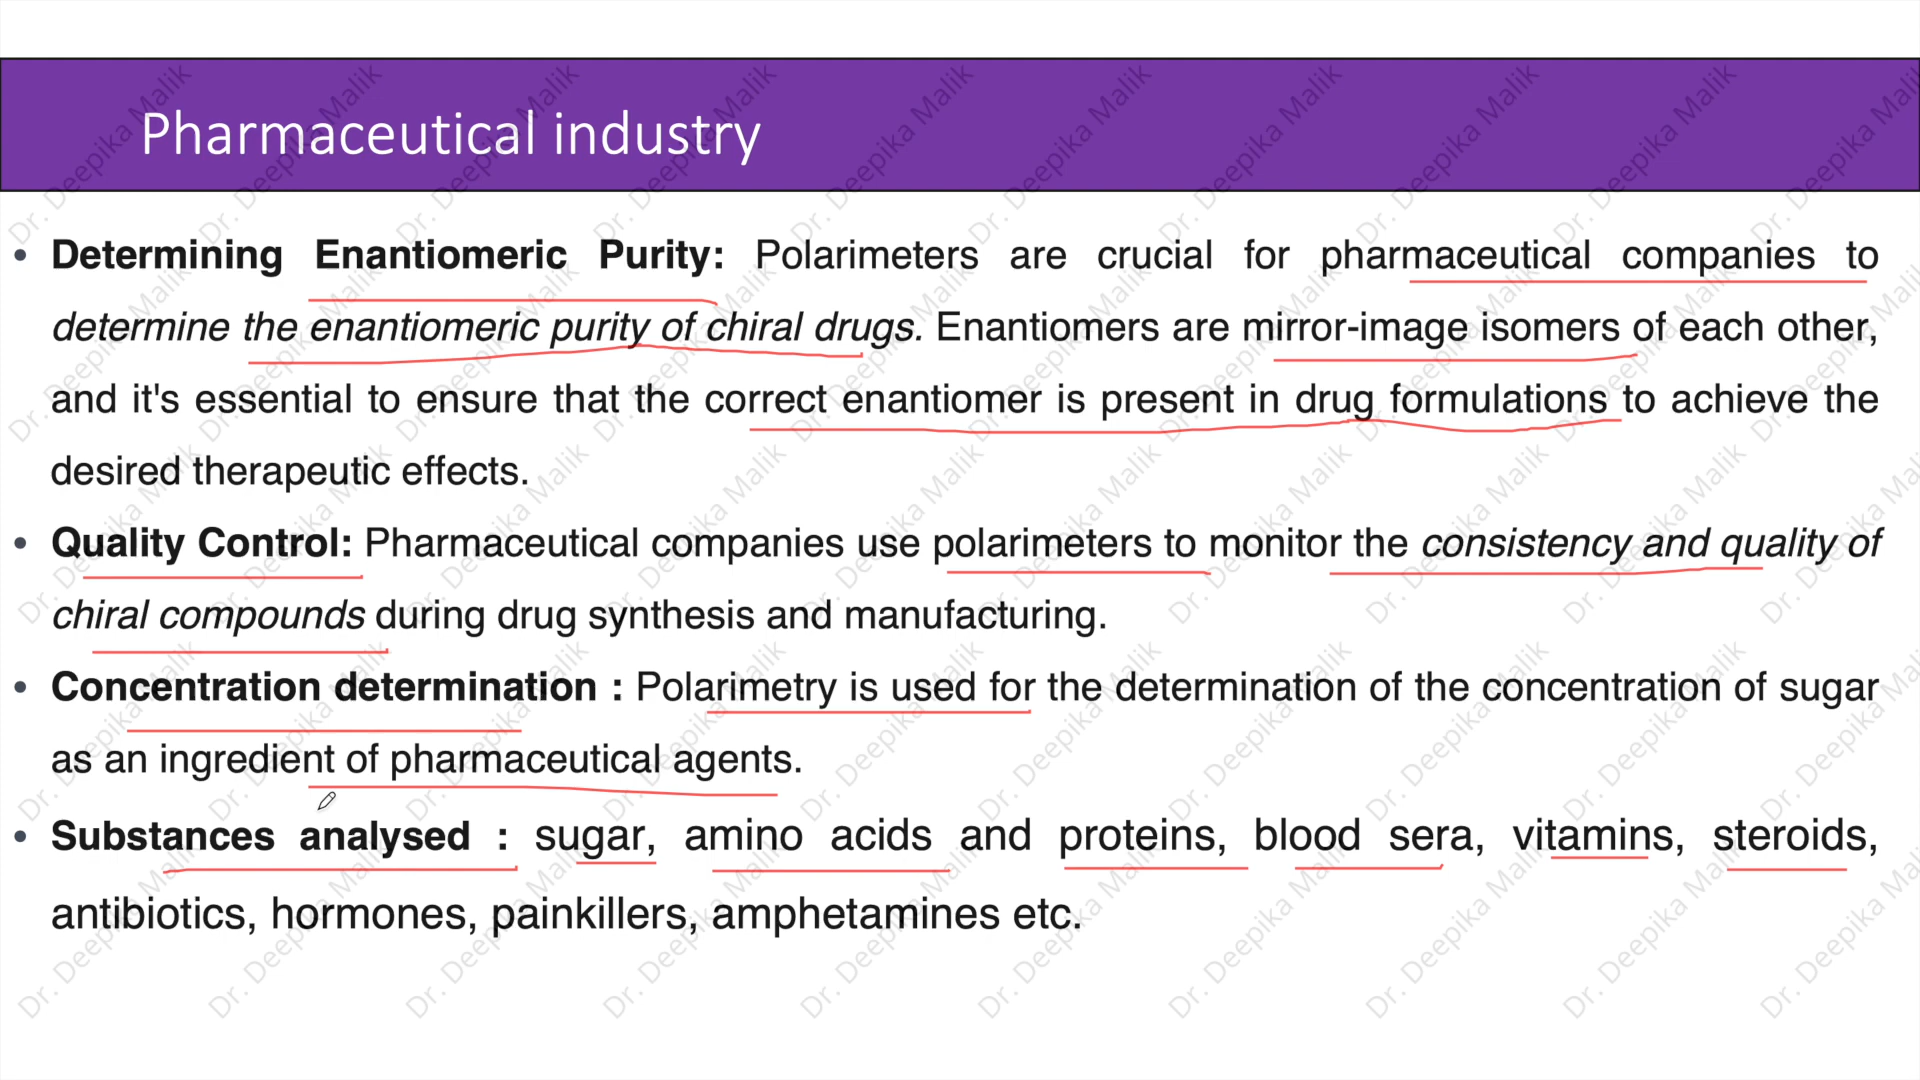 Pharmaceutical industry
• Determining Enantiomeric Purity: Polarimeters are crucial for pharmaceutical companies to
determine the enantiomeric purity of chiral drugs. Enantiomers are mirror-image isomers of each other,
and it's essential to ensure that the correct enantiomer is present in drug formulations to achieve the
desired therapeutic effects.
• Quality Control: Pharmaceutical companies use polarimeters to monitor the consistency and quality of
chiral compounds during drug synthesis and manufacturing.
• Concentration determination : Polarimetry is used for the determination of the concentration of sugar
as an ingredient of pharmaceutical agents.
• Substances analysed : sugar, amino acids and proteins, blood sera, vitamins, steroids,
antibiotics, hormones, painkillers, amphetamines etc.
Dr. Deepika Malik